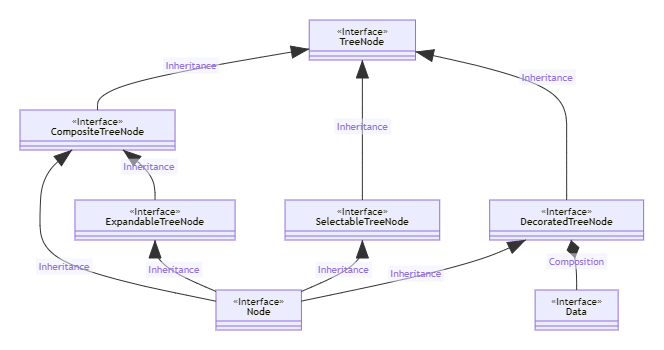 «Interface»
TreeNode
Inheritance
Inheritance
«Interface»
CompositeTreeNode
Inheritance
Inheritance
«Interface»
ExpandableTreeNode
«Interface»
SelectableTreeNode
«Interface»
DecoratedTreeNode
Inheritance
Inheritance
Inheritance
Inheritance
Composition
«Interface»
Node
«Interface»
Data